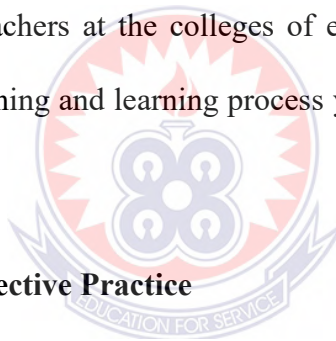 achers at the colleges of e
ning and learning process y
ective Practice
EDUCATION FOR SERVICE